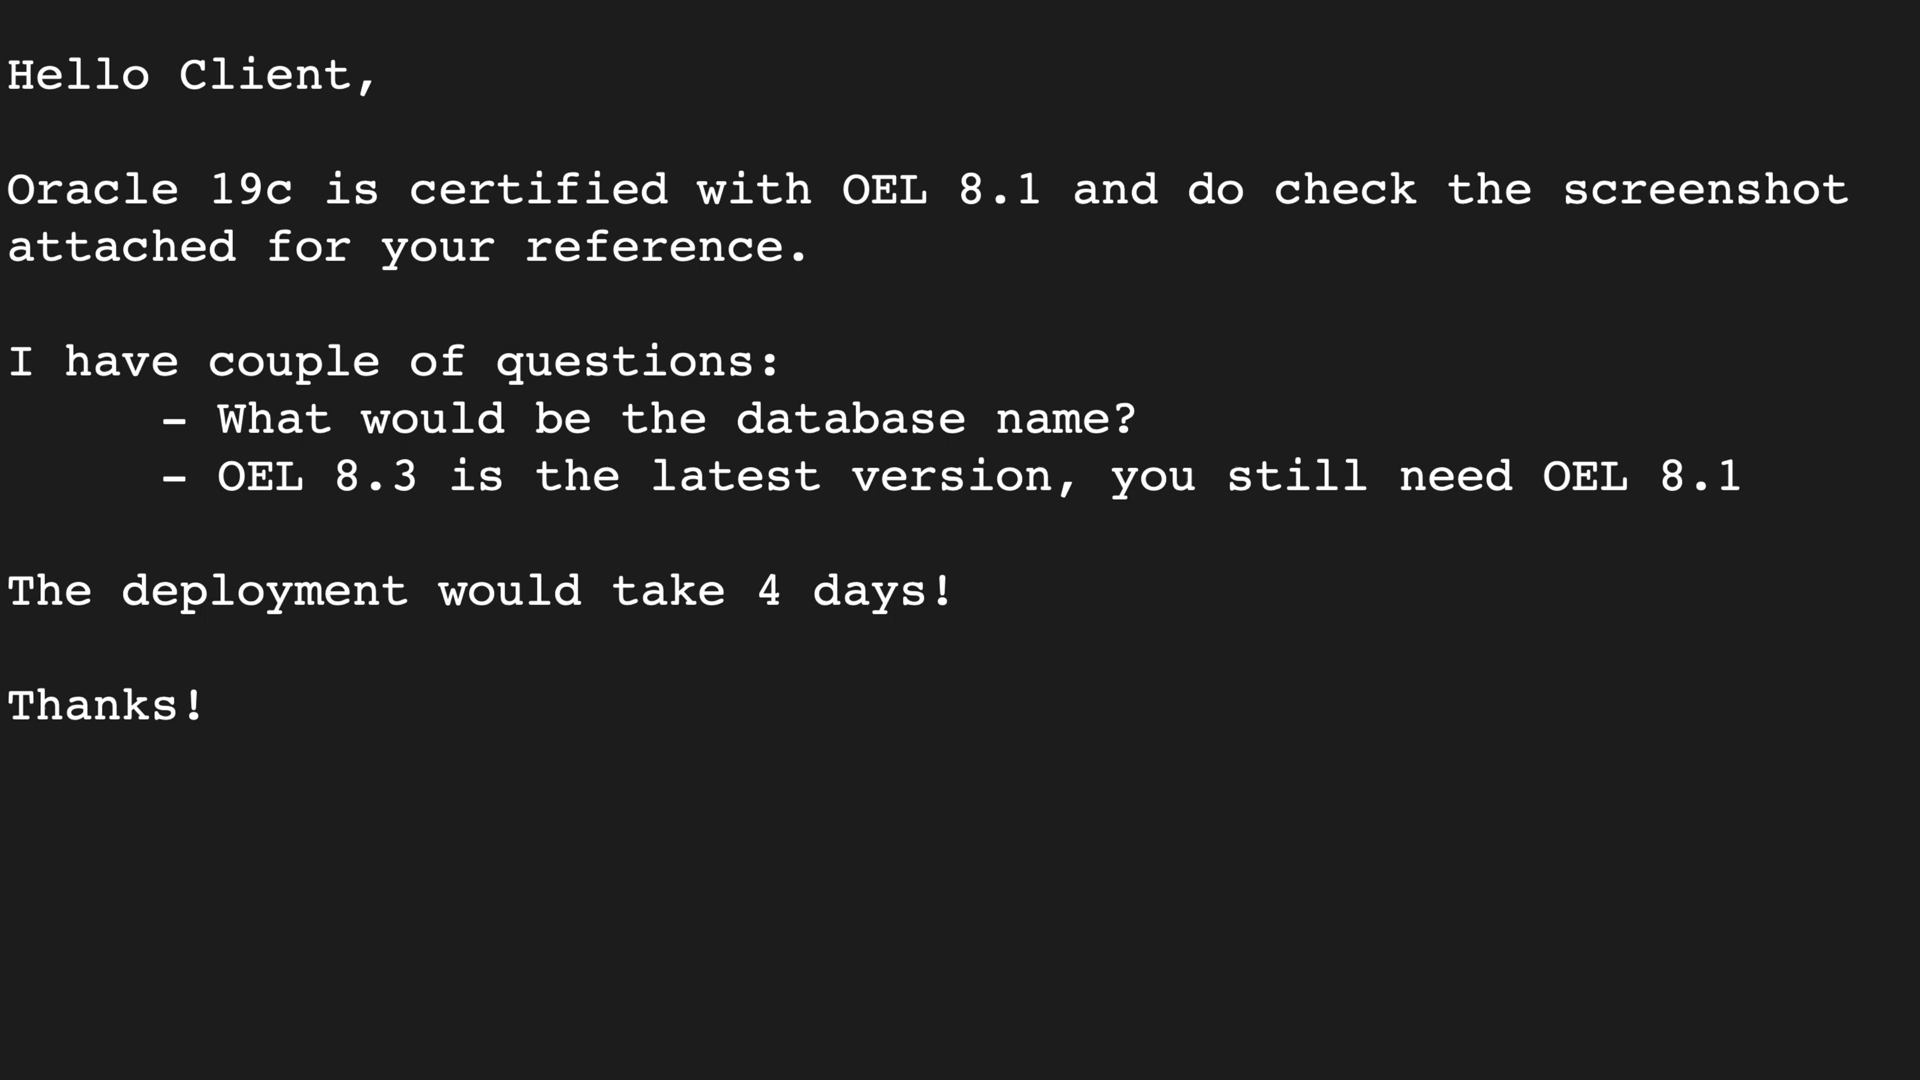 Hello Client,
Oracle 19c is certified with OEL 8.1 and do check the screenshot
attached for your reference.
I have couple of questions:
- What would be the database name?
- OEL 8.3 is the latest version, you still need OEL 8.1
The deployment would take 4 days!
Thanks!